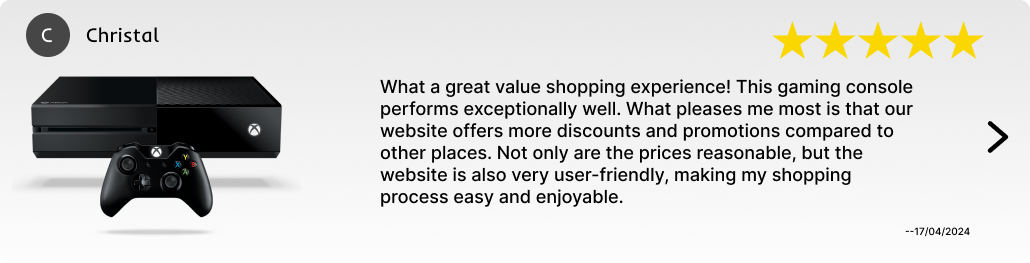 C
Christal
What a great value shopping experience! This gaming console
performs exceptionally well. What pleases me most is that our
website offers more discounts and promotions compared to
other places. Not only are the prices reasonable, but the
website is also very user-friendly, making my shopping
process easy and enjoyable.
--17/04/2024